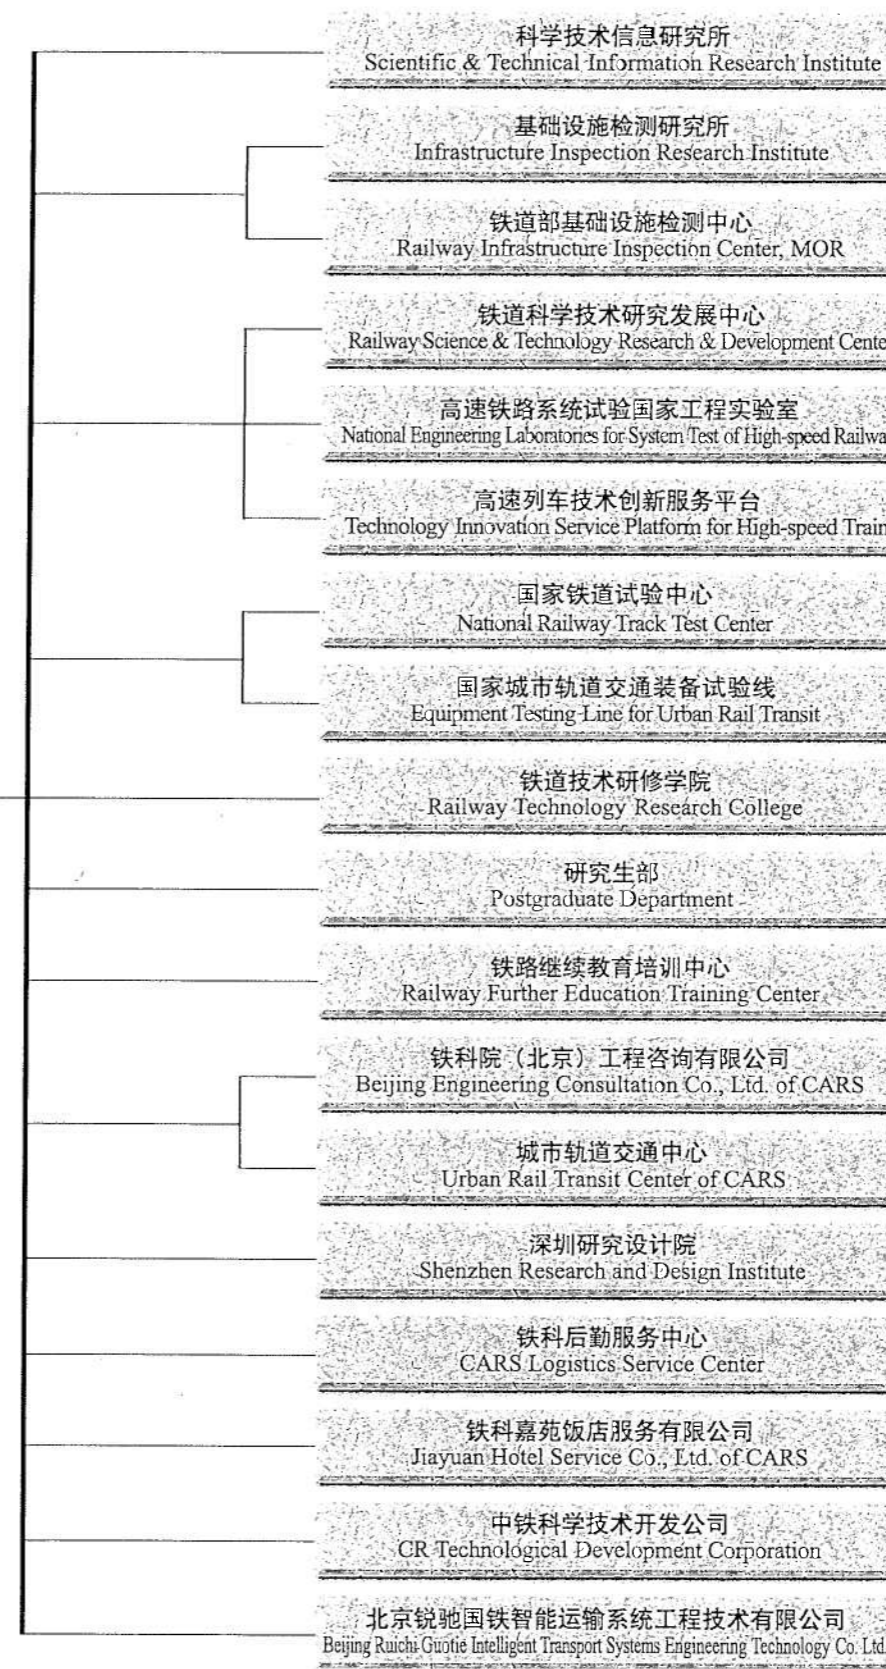 科学技术信息研究所
Scientific & Technical Information Research Institute
基础设施检测研究所
Infrastructure Inspection Research Institute
铁道部基础设施检测中心
Railway Infrastructure Inspection Center, MOR
铁道科学技术研究发展中心
Railway Science & Technology Research & Development Cente
高速铁路系统试验国家工程实验室
National Engineering Laboratories for System Test of High-speed Railwa
高速列车技术创新服务平台
Technology Innovation Service Platform for High-speed Train
国家铁道试验中心
National Railway Track Test Center
国家城市轨道交通装备试验线
Equipment Testing Line for Urban Rail Transit
铁道技术研修学院
Railway Technology Research College
研究生部
Postgraduate Department
铁路继续教育培训中心
Railway Further Education Training Center
铁科院（北京）工程咨询有限公司
Beijing Engineering Consultation Co., Ltd. of CARS
城市轨道交通中心
Urban Rail Transit Center of CARS
深圳研究设计院
Shenzhen Research and Design Institute
铁科后勤服务中心
CARS Logistics Service Center
铁科嘉苑饭店服务有限公司
Jiayuan Hotel Service Co., Ltd. of CARS
中铁科学技术开发公司
CR Technological Development Corporation
北京锐驰国铁智能运输系统工程技术有限公司
Beijing Ruichi Guotie Intelligent Transport Systems Engineering Technology Co. Ltd